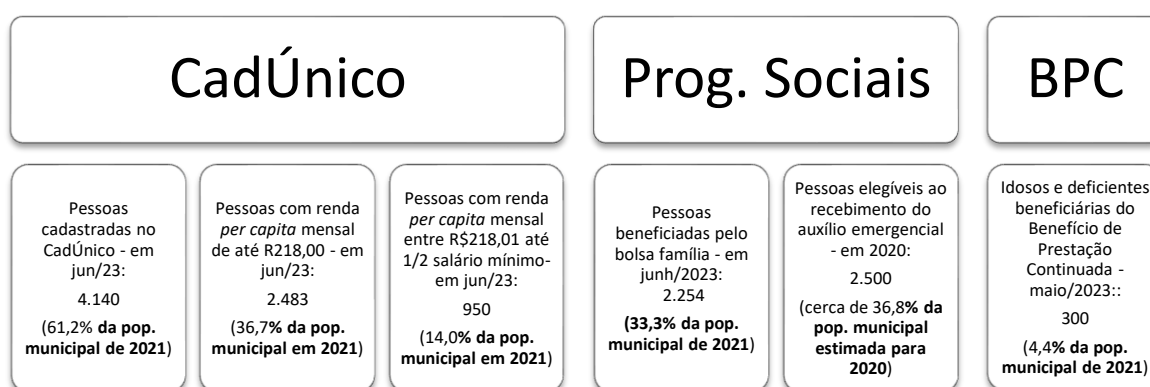 CadÚnico
Pessoas
cadastradas no
CadÚnico - em
jun/23:
4.140
(61,2% da pop.
municipal de 2021)
Pessoas com renda
per capita mensal
de até R218,00 - em
jun/23:
2.483
(36,7% da pop.
municipal em 2021)
Pessoas com renda
per capita mensal
entre R$218,01 até
1/2 salário mínimo-
em jun/23:
950
(14,0% da pop.
municipal em 2021)
Prog. Sociais
Pessoas
beneficiadas pelo
bolsa família - em
junh/2023:
2.254
(33,3% da pop.
municipal de 2021)
Pessoas elegíveis ao
recebimento do
auxílio emergencial
- em 2020:
2.500
(cerca de 36,8% da
pop. municipal
estimada para
2020)
BPC
Idosos e deficientes
beneficiárias do
Benefício de
Prestação
Continuada -
maio/2023::
300
(4,4% da pop.
municipal de 2021)